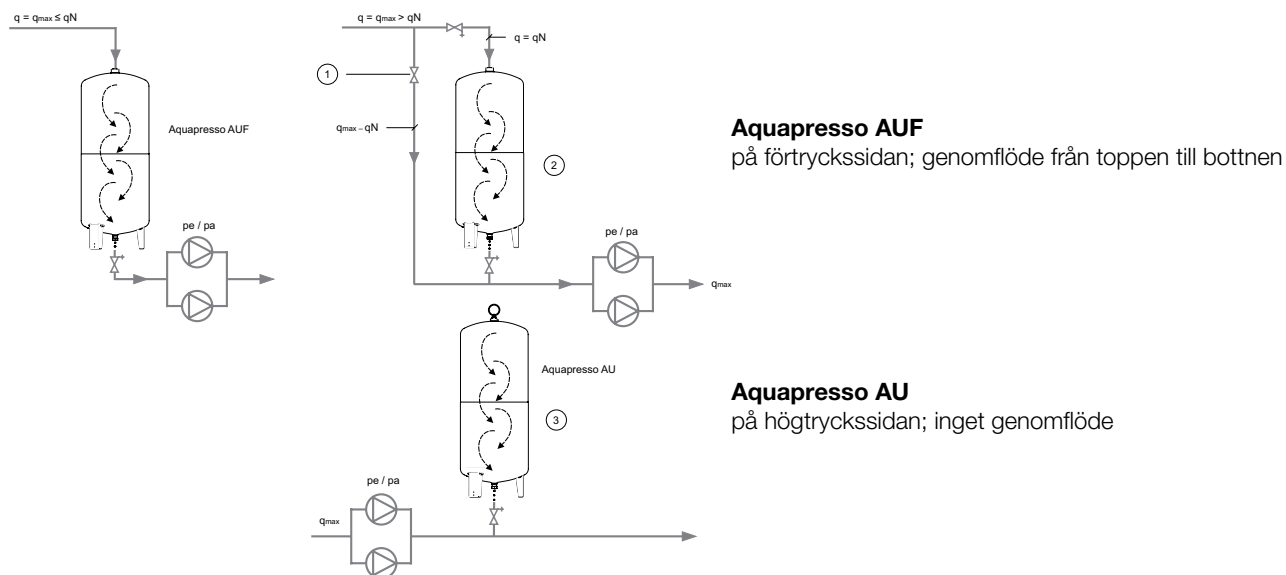 q = qmax ≤ qN
Aquapresso AUF
pe / pa
q = qmax > qN
q = qN
1
qmax – qN
2
pe / pa
qmax
Aquapresso AUF
på förtryckssidan; genomflöde från toppen till bottnen
Aquapresso AU
3
pe / pa
qmax
Aquapresso AU
på högtryckssidan; inget genomflöde